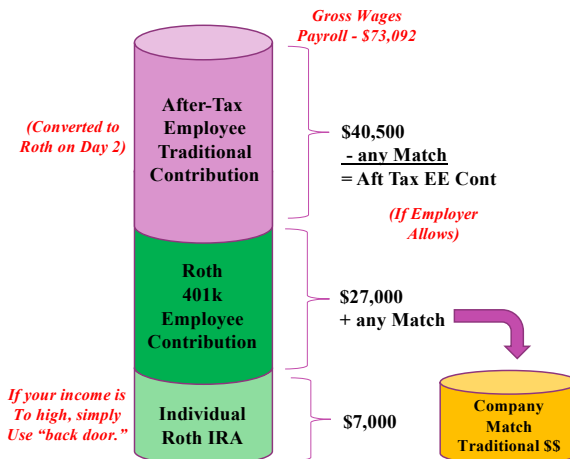 Gross Wages
Payroll - $73,092
After-Tax
Employee
Traditional
Contribution
(Converted to
Roth on Day 2)
$40,500
- any Match
= Aft Tax EE Cont
(If Employer
Allows)
Roth
401k
Employee
Contribution
$27,000
+ any Match
If your income is
To high, simply
Use “back door.”
Individual
Roth IRA
$7,000
Company
Match
Traditional $$